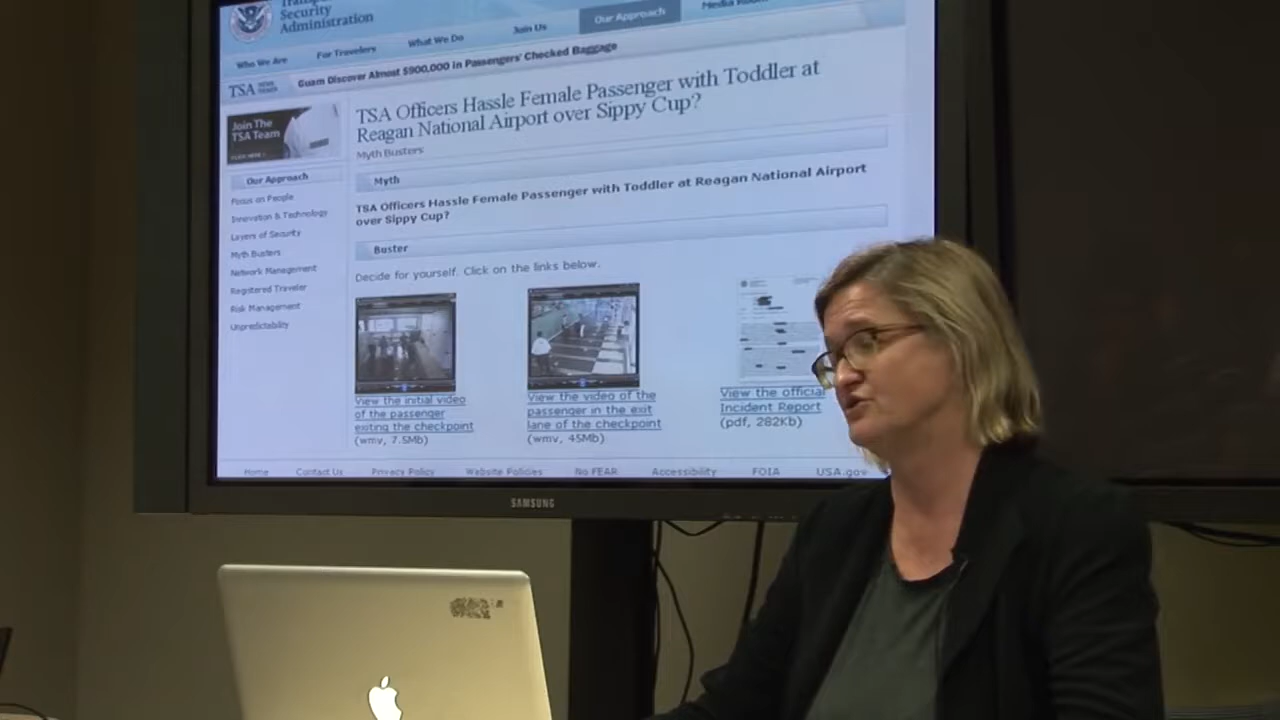 Security
Administration
Who We Are
For Travelers
What We Do
Join Us
Our Approach
Media Room
TSA
Guam Discover Almost $900,000 in Passengers' Checked Baggage
Join The
TSA Team
CLICK HERE
TSA Officers Hassle Female Passenger with Toddler at
Reagan National Airport over Sippy Cup?
Myth Busters
Our Approach
Focus on People
Innovation & Technology
Layers of Security
Myth Busters
Network Management
Registered Traveler
Risk Management
Unpredictability
Myth
TSA Officers Hassle Female Passenger with Toddler at Reagan National Airport
over Sippy Cup?
Buster
Decide for yourself. Click on the links below.
View the initial video
of the passenger
exiting the checkpoint
(wmv, 7.5Mb)
View the video of the
passenger in the exit
lane of the checkpoint
(wmv, 45Mb)
View the official
Incident Report
(pdf, 282Kb)
Home
Contact Us
Privacy Policy
Website Policies
No FEAR
Accessibility
FOIA
USA.gov
SAMSUNG